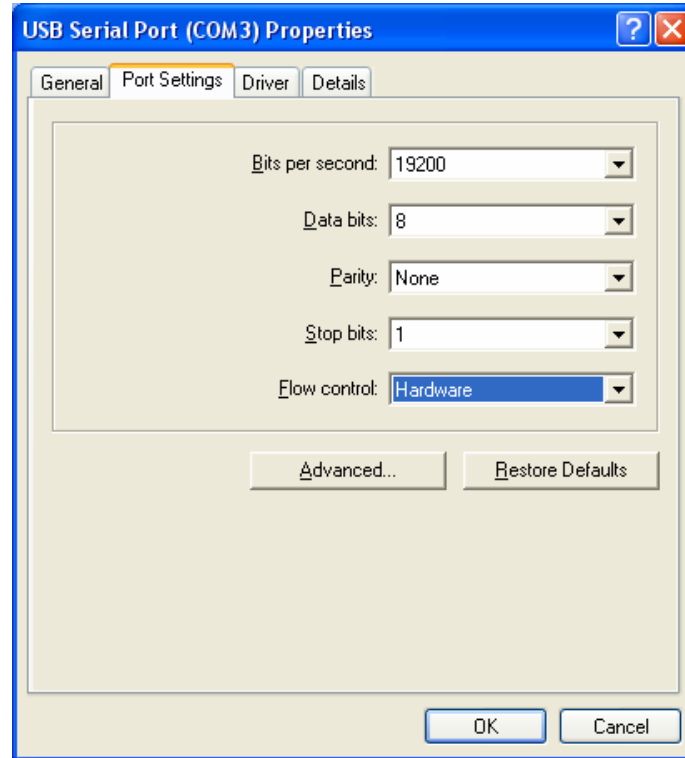 USB Serial Port (COM3) Properties
General Port Settings Driver Details
Bits per second: 19200
Data bits: 8
Parity: None
Stop bits: 1
Flow control: Hardware
Advanced... Restore Defaults
OK Cancel